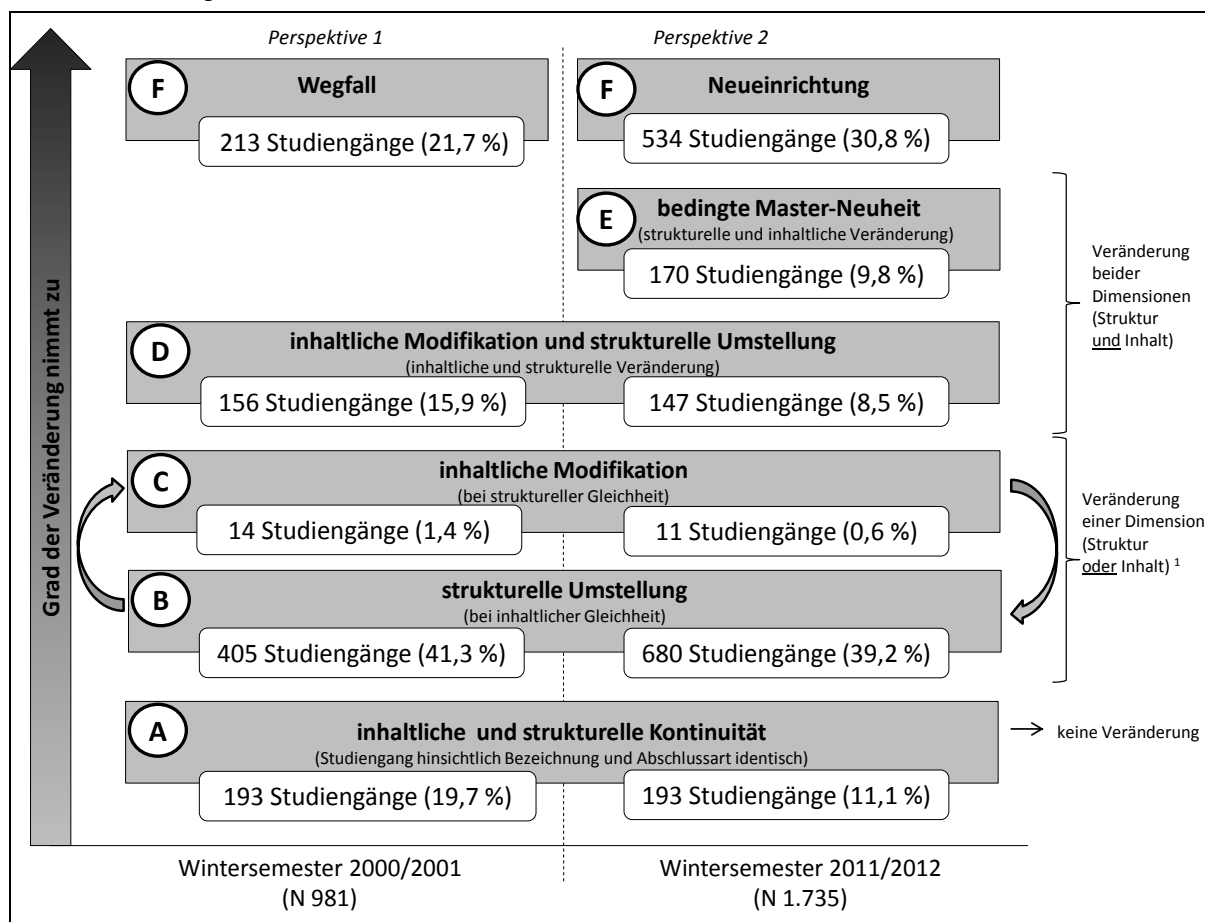 Perspektive 1
Perspektive 2
F
Wegfall
213 Studiengänge (21,7 %)
F
Neueinrichtung
534 Studiengänge (30,8 %)
E
bedingte Master-Neuheit
(strukturelle und inhaltliche Veränderung)
170 Studiengänge (9,8 %)
D
inhaltliche Modifikation und strukturelle Umstellung
(inhaltliche und strukturelle Veränderung)
156 Studiengänge (15,9 %)
147 Studiengänge (8,5 %)
C
inhaltliche Modifikation
(bei struktureller Gleichheit)
14 Studiengänge (1,4 %)
11 Studiengänge (0,6 %)
B
strukturelle Umstellung
(bei inhaltlicher Gleichheit)
405 Studiengänge (41,3 %)
680 Studiengänge (39,2 %)
A
inhaltliche und strukturelle Kontinuität
(Studiengang hinsichtlich Bezeichnung und Abschlussart identisch)
193 Studiengänge (19,7 %)
193 Studiengänge (11,1 %)
Grad der Veränderung nimmt zu
Veränderung
beider
Dimensionen
(Struktur
und Inhalt)
Veränderung
einer Dimension
(Struktur
oder Inhalt) 1
keine Veränderung
Wintersemester 2000/2001
(N 981)
Wintersemester 2011/2012
(N 1.735)